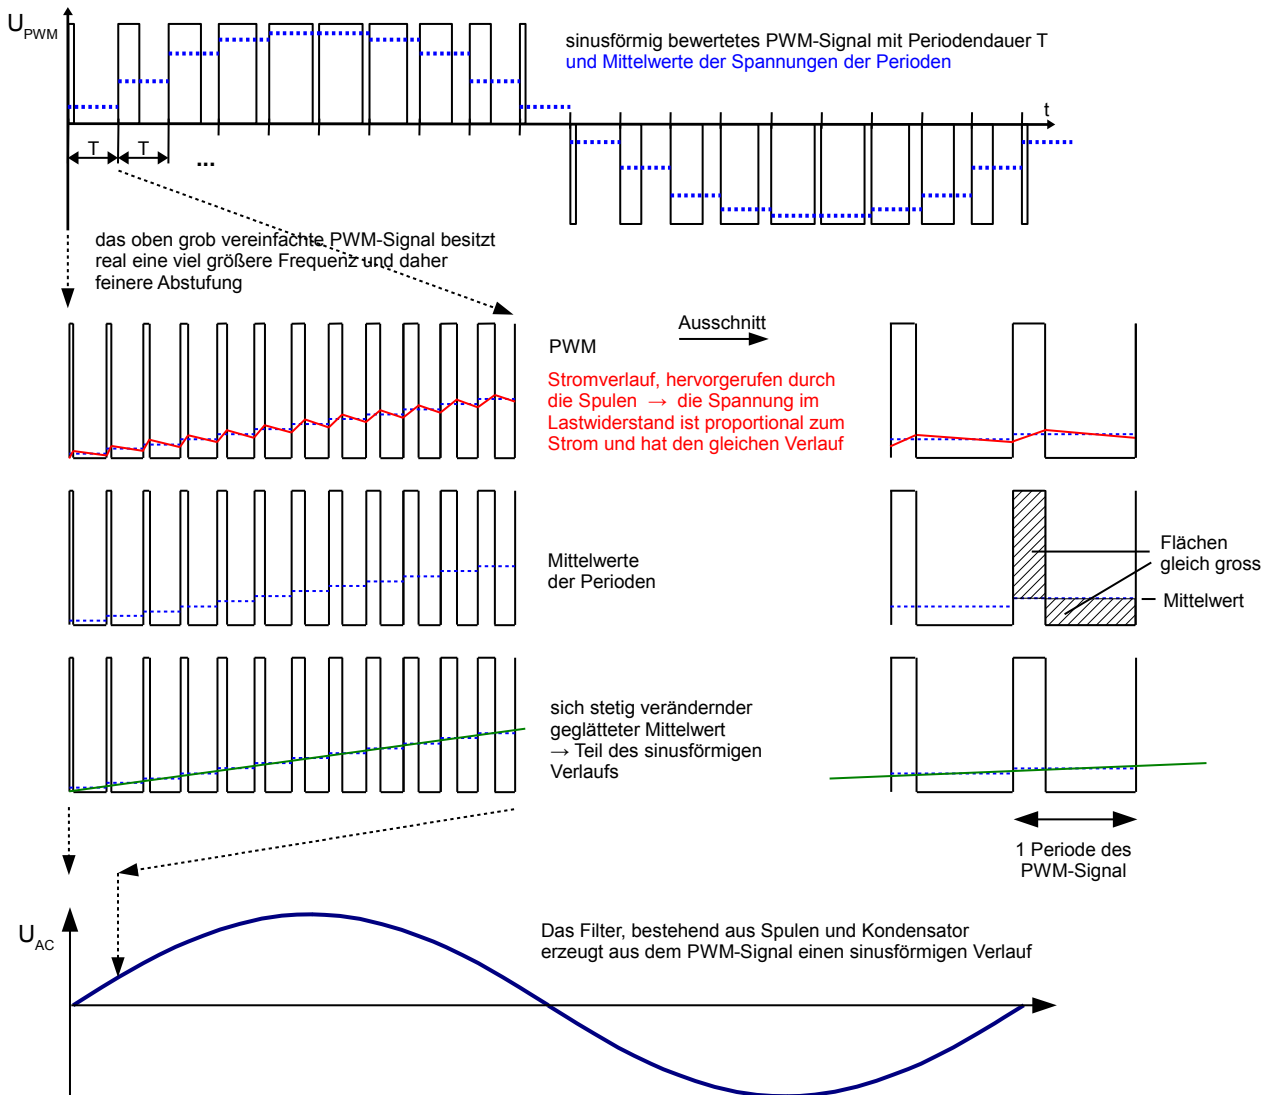 U_PWM
sinusförmig bewertetes PWM-Signal mit Periodendauer T
und Mittelwerte der Spannungen der Perioden
t
T
T
...
das oben grob vereinfachte PWM-Signal besitzt
real eine viel größere Frequenz und daher
feinere Abstufung
PWM
Ausschnitt
Stromverlauf, hervorgerufen durch
die Spulen → die Spannung im
Lastwiderstand ist proportional zum
Strom und hat den gleichen Verlauf
Mittelwerte
der Perioden
Flächen
gleich gross
Mittelwert
sich stetig verändernder
geglätteter Mittelwert
→ Teil des sinusförmigen
Verlaufs
1 Periode des
PWM-Signal
U_AC
Das Filter, bestehend aus Spulen und Kondensator
erzeugt aus dem PWM-Signal einen sinusförmigen Verlauf